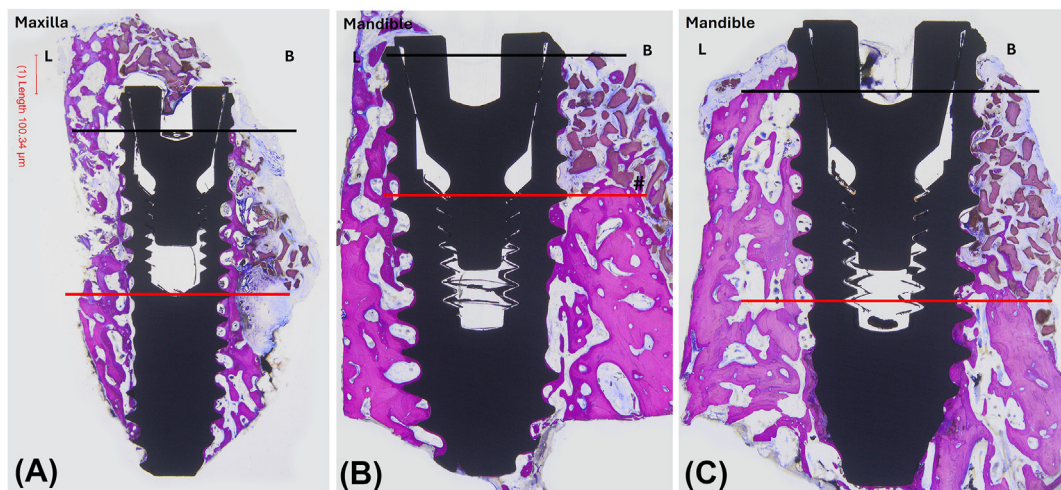 Maxilla
L
B
(1) Length 100.34 µm
(A)
Mandible
L
B
#
(B)
Mandible
L
B
(C)